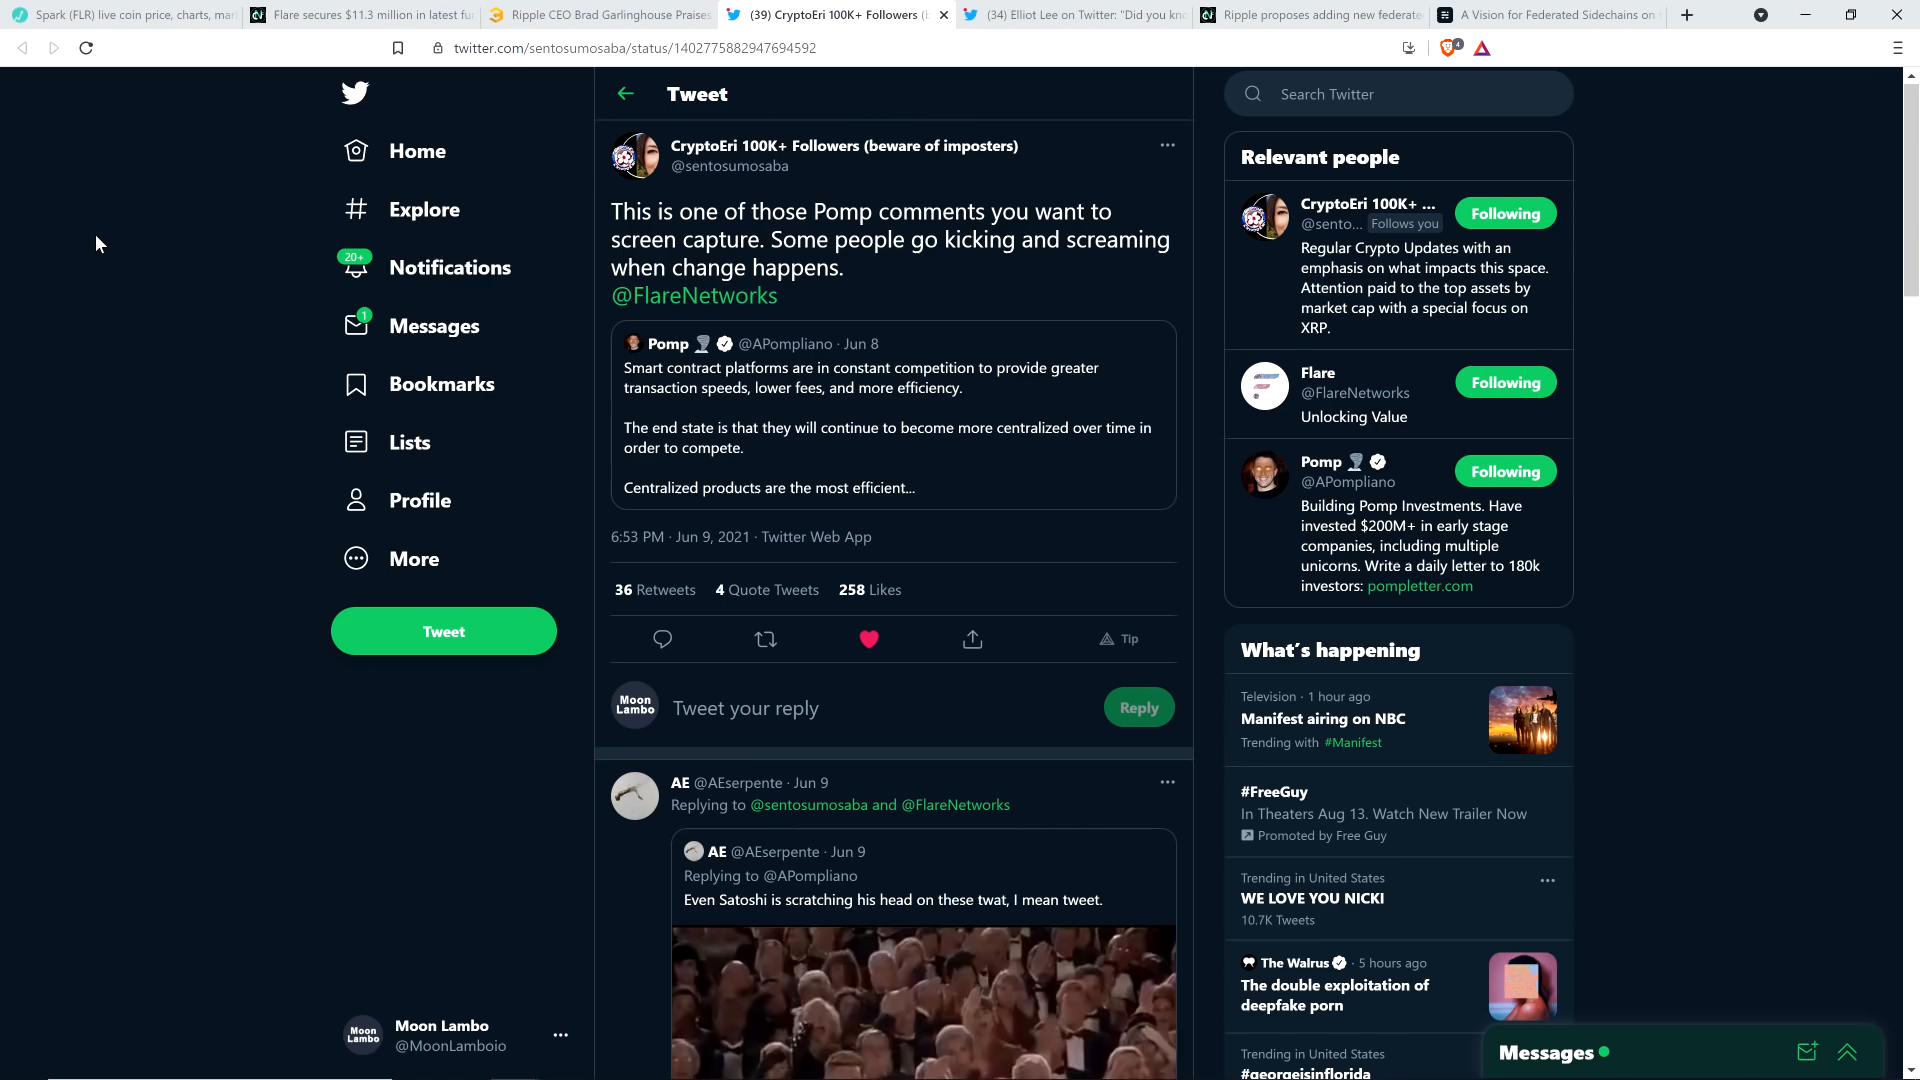 Spark (FLR) live coin price, charts, mar
Flare secures $11.3 million in latest fu
Ripple CEO Brad Garlinghouse Praises
(39) CryptoEri 100K+ Followers (b
(34) Elliot Lee on Twitter: "Did you kn
Ripple proposes adding new federate
A Vision for Federated Sidechains on
twitter.com/sentosumosaba/status/1402775882947694592
4
Home
Explore
20+
Notifications
1
Messages
Bookmarks
Lists
Profile
More
Tweet
Moon Lambo
Moon Lambo
@MoonLamboio
Tweet
CryptoEri 100K+ Followers (beware of imposters)
@sentosumosaba
This is one of those Pomp comments you want to
screen capture. Some people go kicking and screaming
when change happens.
@FlareNetworks
Pomp @APompliano · Jun 8
Smart contract platforms are in constant competition to provide greater
transaction speeds, lower fees, and more efficiency.
The end state is that they will continue to become more centralized over time in
order to compete.
Centralized products are the most efficient...
6:53 PM · Jun 9, 2021 · Twitter Web App
36 Retweets 4 Quote Tweets 258 Likes
Tip
Moon
Lambo
Tweet your reply
Reply
AE @AEserpente · Jun 9
Replying to @sentosumosaba and @FlareNetworks
AE @AEserpente · Jun 9
Replying to @APompliano
Even Satoshi is scratching his head on these twat, I mean tweet.
Search Twitter
Relevant people
CryptoEri 100K+ ...
@sento... Follows you
Following
Regular Crypto Updates with an
emphasis on what impacts this space.
Attention paid to the top assets by
market cap with a special focus on
XRP.
Flare
@FlareNetworks
Following
Unlocking Value
Pomp
@APompliano
Following
Building Pomp Investments. Have
invested $200M+ in early stage
companies, including multiple
unicorns. Write a daily letter to 180k
investors: pompletter.com
What's happening
Television · 1 hour ago
Manifest airing on NBC
Trending with #Manifest
#FreeGuy
In Theaters Aug 13. Watch New Trailer Now
Promoted by Free Guy
Trending in United States
WE LOVE YOU NICKI
10.7K Tweets
The Walrus · 5 hours ago
The double exploitation of
deepfake porn
Trending in United States
#georgeisinflorida
Messages